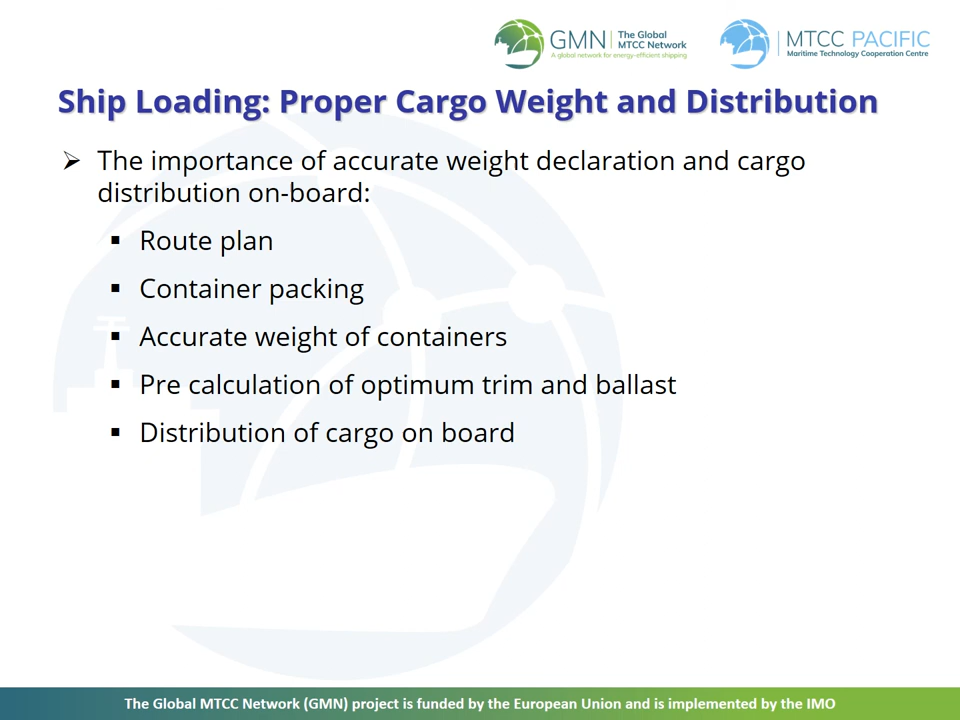 GMN
The Global
MTCC Network
A global network for energy-efficient shipping
MTCC PACIFIC
Maritime Technology Cooperation Centre
Ship Loading: Proper Cargo Weight and Distribution
The importance of accurate weight declaration and cargo
distribution on-board:
Route plan
Container packing
Accurate weight of containers
Pre calculation of optimum trim and ballast
Distribution of cargo on board
The Global MTCC Network (GMN) project is funded by the European Union and is implemented by the IMO